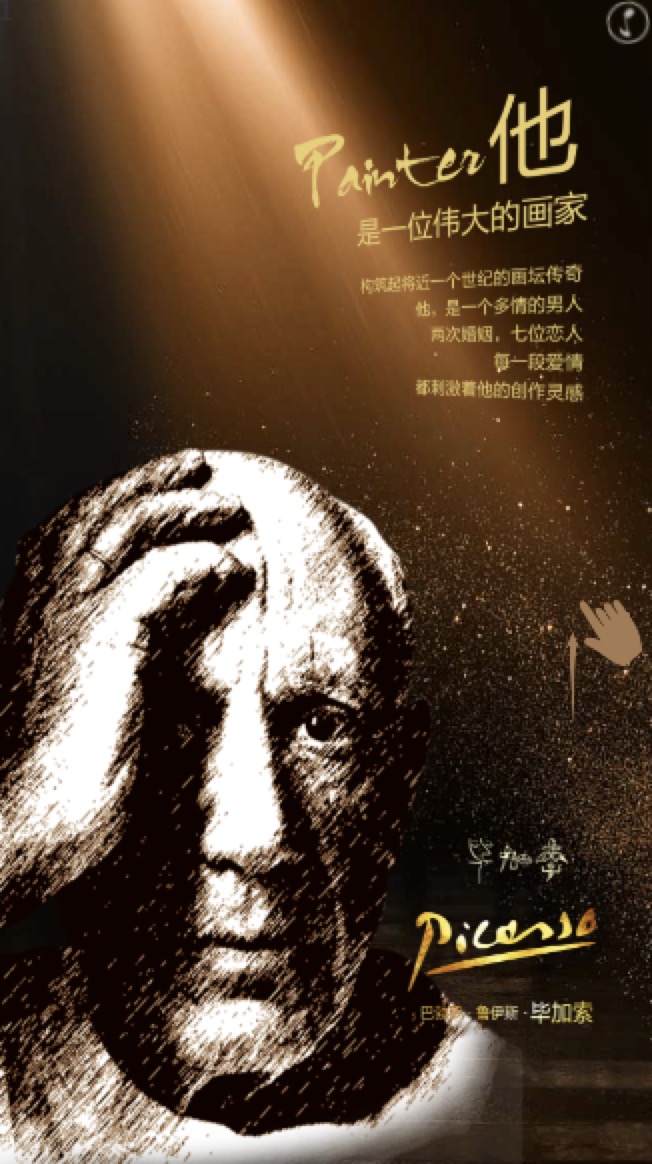 Painter他
是一位伟大的画家
构筑起将近一个世纪的画坛传奇
他，是一个多情的男人
两次婚姻，七位恋人
每一段爱情
都刺激着他的创作灵感
毕加索
Picasso
鲁伊斯·毕加索